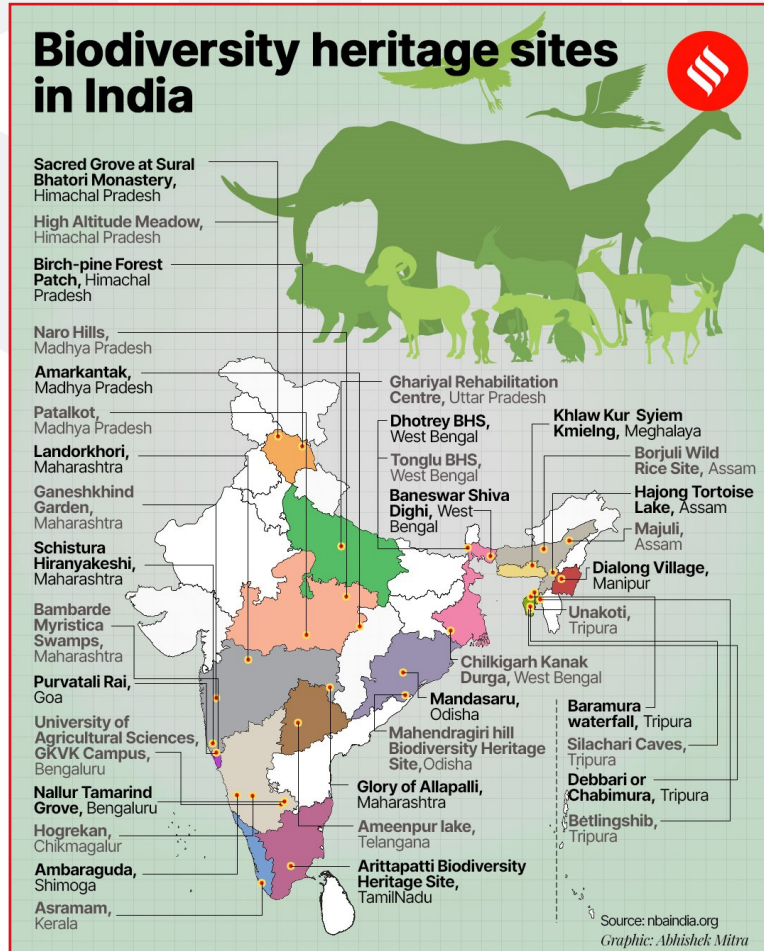 Biodiversity heritage sites
in India
Sacred Grove at Sural
Bhatori Monastery,
Himachal Pradesh
High Altitude Meadow,
Himachal Pradesh
Birch-pine Forest
Patch, Himachal
Pradesh
Naro Hills,
Madhya Pradesh
Amarkantak,
Madhya Pradesh
Patalkot,
Madhya Pradesh
Landorkhori,
Maharashtra
Ganeshkhind
Garden,
Maharashtra
Schistura
Hiranyakeshi,
Maharashtra
Bambarde
Myristica
Swamps,
Maharashtra
Purvatali Rai,
Goa
University of
Agricultural Sciences,
GKVK Campus,
Bengaluru
Nallur Tamarind
Grove, Bengaluru
Hogrekan,
Chikmagalur
Ambaraguda,
Shimoga
Asramam,
Kerala
Ghariyal Rehabilitation
Centre, Uttar Pradesh
Dhotrey BHS,
West Bengal
Tonglu BHS,
West Bengal
Baneswar Shiva
Dighi, West
Bengal
Khlaw Kur Syiem
Kmielng, Meghalaya
Borjuli Wild
Rice Site, Assam
Hajong Tortoise
Lake, Assam
Majuli,
Assam
Dialong Village,
Manipur
Unakoti,
Tripura
Chilkigarh Kanak
Durga, West Bengal
Mandasaru,
Odisha
Mahendragiri hill
Biodiversity Heritage
Site, Odisha
Glory of Allapalli,
Maharashtra
Ameenpur lake,
Telangana
Arittapatti Biodiversity
Heritage Site,
TamilNadu
Baramura
waterfall, Tripura
Silachari Caves,
Tripura
Debbari or
Chabimura, Tripura
Betlingshib,
Tripura
Source: nbaindia.org
Graphic: Abhishek Mitra